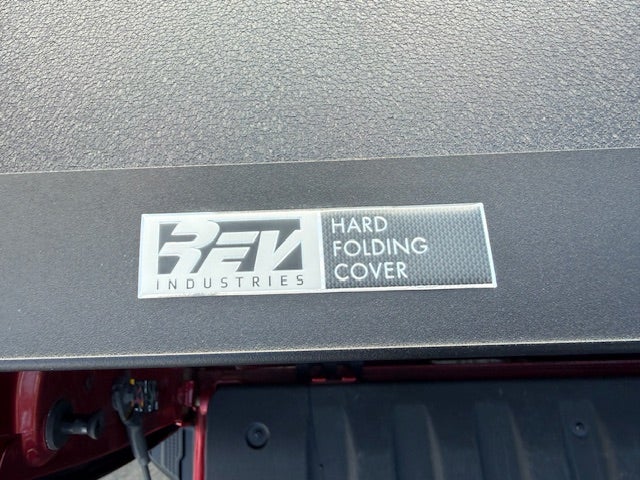 REV
INDUSTRIES
HARD
FOLDING
COVER